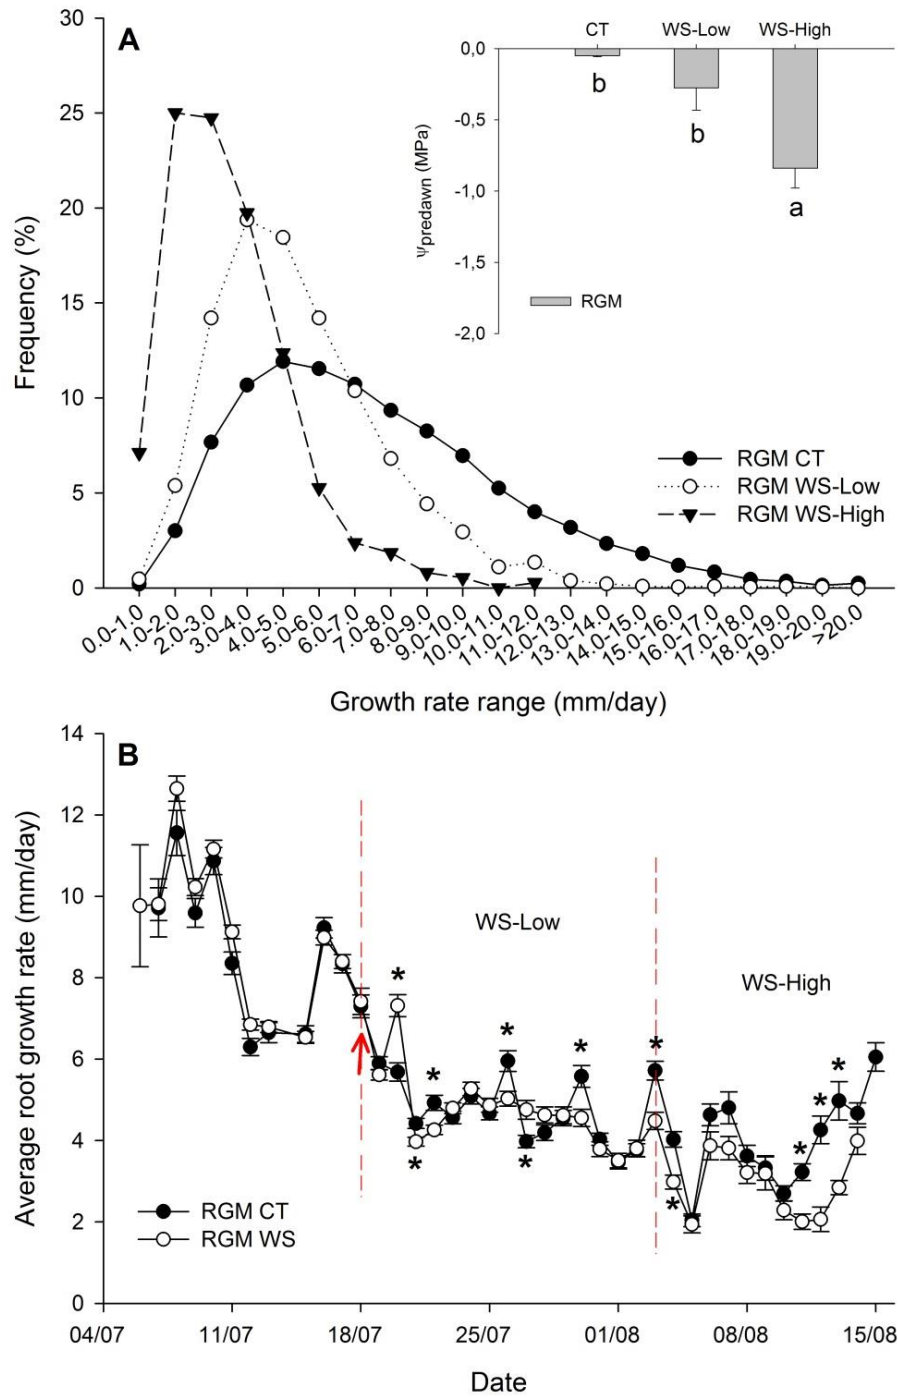 A
30
25
20
15
10
5
0
Frequency (%)
CT
WS-Low
WS-High
0,0
-0,5
-1,0
-1,5
-2,0
Ψpredawn (MPa)
b
b
a
RGM
RGM CT
RGM WS-Low
RGM WS-High
0.0-1.0
1.0-2.0
2.0-3.0
3.0-4.0
4.0-5.0
5.0-6.0
6.0-7.0
7.0-8.0
8.0-9.0
9.0-10.0
10.0-11.0
11.0-12.0
12.0-13.0
13.0-14.0
14.0-15.0
15.0-16.0
16.0-17.0
17.0-18.0
18.0-19.0
19.0-20.0
>20.0
Growth rate range (mm/day)
B
14
12
10
8
6
4
2
0
Average root growth rate (mm/day)
WS-Low
WS-High
*
*
*
*
*
*
*
*
*
*
*
RGM CT
RGM WS
04/07
11/07
18/07
25/07
01/08
08/08
15/08
Date